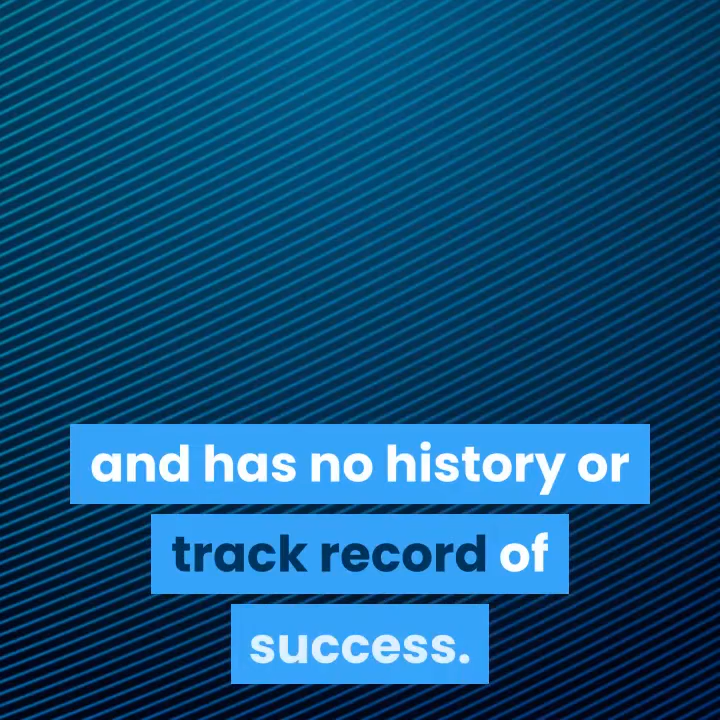 and has no history or
track record of
success.